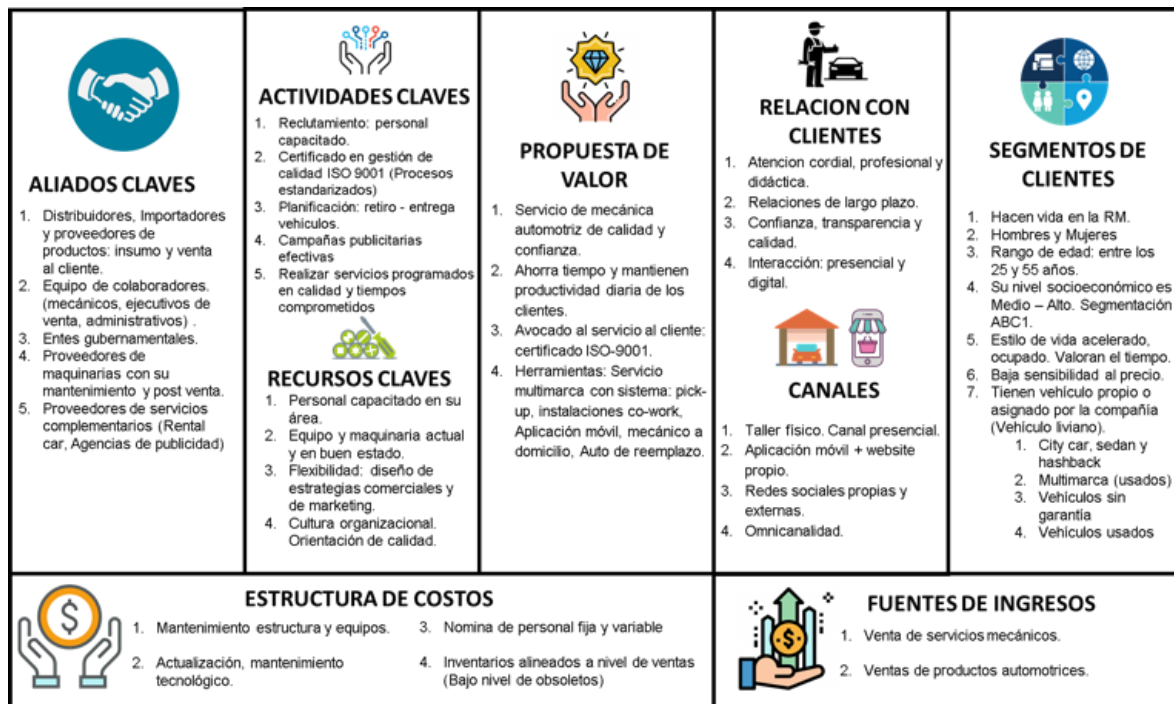 ALIADOS CLAVES
1. Distribuidores, Importadores
y proveedores de
productos: insumo y venta
al cliente.
2. Equipo de colaboradores.
(mecánicos, ejecutivos de
venta, administrativos) .
3. Entes gubernamentales.
4. Proveedores de
maquinarias con su
mantenimiento y post venta.
5. Proveedores de servicios
complementarios (Rental
car, Agencias de publicidad)
ACTIVIDADES CLAVES
1. Reclutamiento: personal
capacitado.
2. Certificado en gestión de
calidad ISO 9001 (Procesos
estandarizados)
3. Planificación: retiro - entrega
vehículos.
4. Campañas publicitarias
efectivas
5. Realizar servicios programados
en calidad y tiempos
comprometidos
RECURSOS CLAVES
1. Personal capacitado en su
área.
2. Equipo y maquinaria actual
y en buen estado.
3. Flexibilidad: diseño de
estrategias comerciales y
de marketing.
4. Cultura organizacional.
Orientación de calidad.
PROPUESTA DE
VALOR
1. Servicio de mecánica
automotriz de calidad y
confianza.
2. Ahorra tiempo y mantienen
productividad diaria de los
clientes.
3. Avocado al servicio al cliente:
certificado ISO-9001.
4. Herramientas: Servicio
multimarca con sistema: pick-
up, instalaciones co-work,
Aplicación móvil, mecánico a
domicilio, Auto de reemplazo.
RELACION CON
CLIENTES
1. Atencion cordial, profesional y
didáctica.
2. Relaciones de largo plazo.
3. Confianza, transparencia y
calidad.
4. Interacción: presencial y
digital.
CANALES
1. Taller físico. Canal presencial.
2. Aplicación móvil + website
propio.
3. Redes sociales propias y
externas.
4. Omnicanalidad.
SEGMENTOS DE
CLIENTES
1. Hacen vida en la RM.
2. Hombres y Mujeres
3. Rango de edad: entre los
25 y 55 años.
4. Su nivel socioeconómico es
Medio – Alto. Segmentación
ABC1.
5. Estilo de vida acelerado,
ocupado. Valoran el tiempo.
6. Baja sensibilidad al precio.
7. Tienen vehículo propio o
asignado por la compañía
(Vehículo liviano).
1. City car, sedan y
hashback
2. Multimarca (usados)
3. Vehículos sin
garantía
4. Vehículos usados
ESTRUCTURA DE COSTOS
1. Mantenimiento estructura y equipos.
2. Actualización, mantenimiento
tecnológico.
3. Nomina de personal fija y variable
4. Inventarios alineados a nivel de ventas
(Bajo nivel de obsoletos)
FUENTES DE INGRESOS
1. Venta de servicios mecánicos.
2. Ventas de productos automotrices.